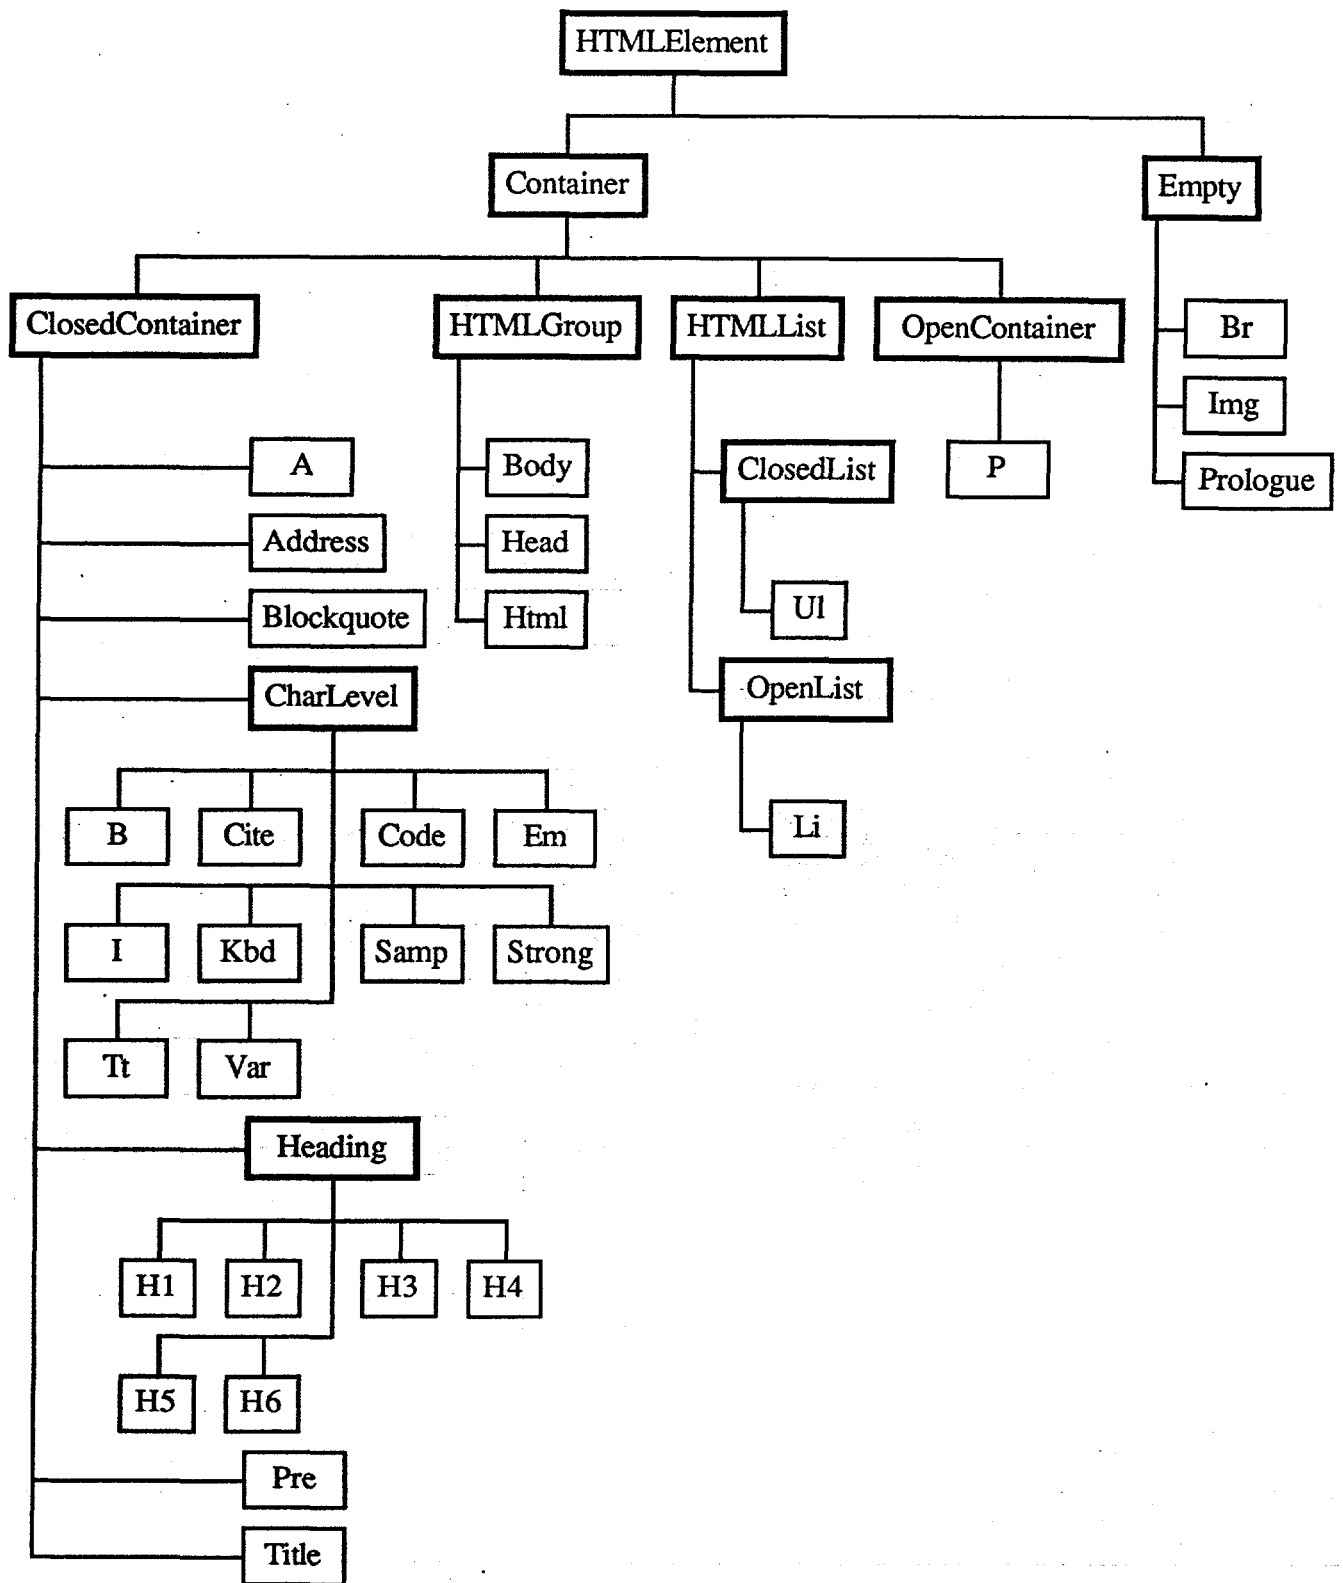 HTMLElement
Container
Empty
ClosedContainer
HTMLGroup
HTMLList
OpenContainer
Br
Img
Prologue
A
Address
Blockquote
CharLevel
Body
Head
Html
ClosedList
Ul
OpenList
Li
P
B
Cite
Code
Em
I
Kbd
Samp
Strong
Tt
Var
Heading
H1
H2
H3
H4
H5
H6
Pre
Title